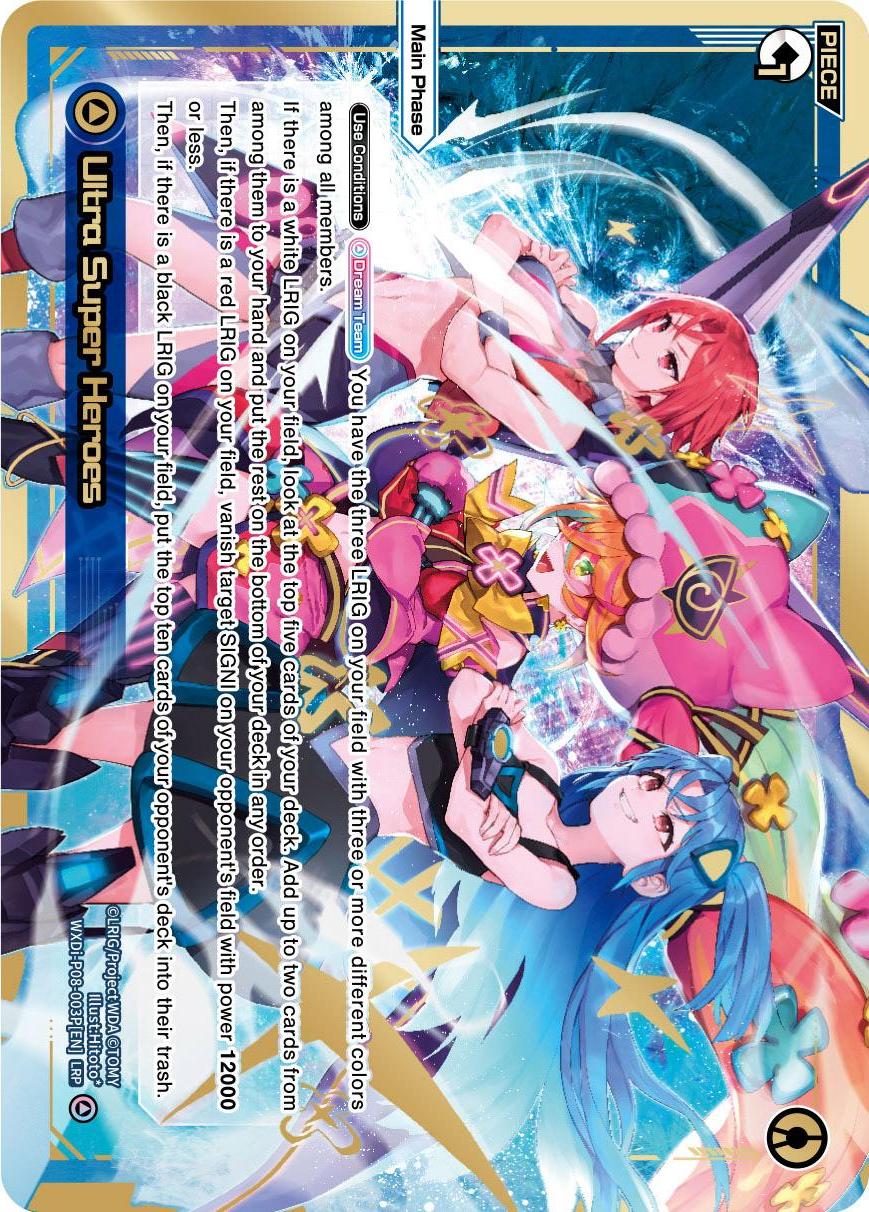 PIECE
1
Main Phase
Use Conditions Dream Team You have the three LRIG on your field with three or more different colors
among all members.
If there is a white LRIG on your field, look at the top five cards of your deck. Add up to two cards from
among them to your hand and put the rest on the bottom of your deck in any order.
Then, if there is a red LRIG on your field, vanish target SIGNI on your opponent's field with power 12000
or less.
Then, if there is a black LRIG on your field, put the top ten cards of your opponent's deck into their trash.
Ultra Super Heroes
©LRIG/Project WDA ©TOMY
Illust:Hitoto*
WXDi-P08-003P[EN] LRP